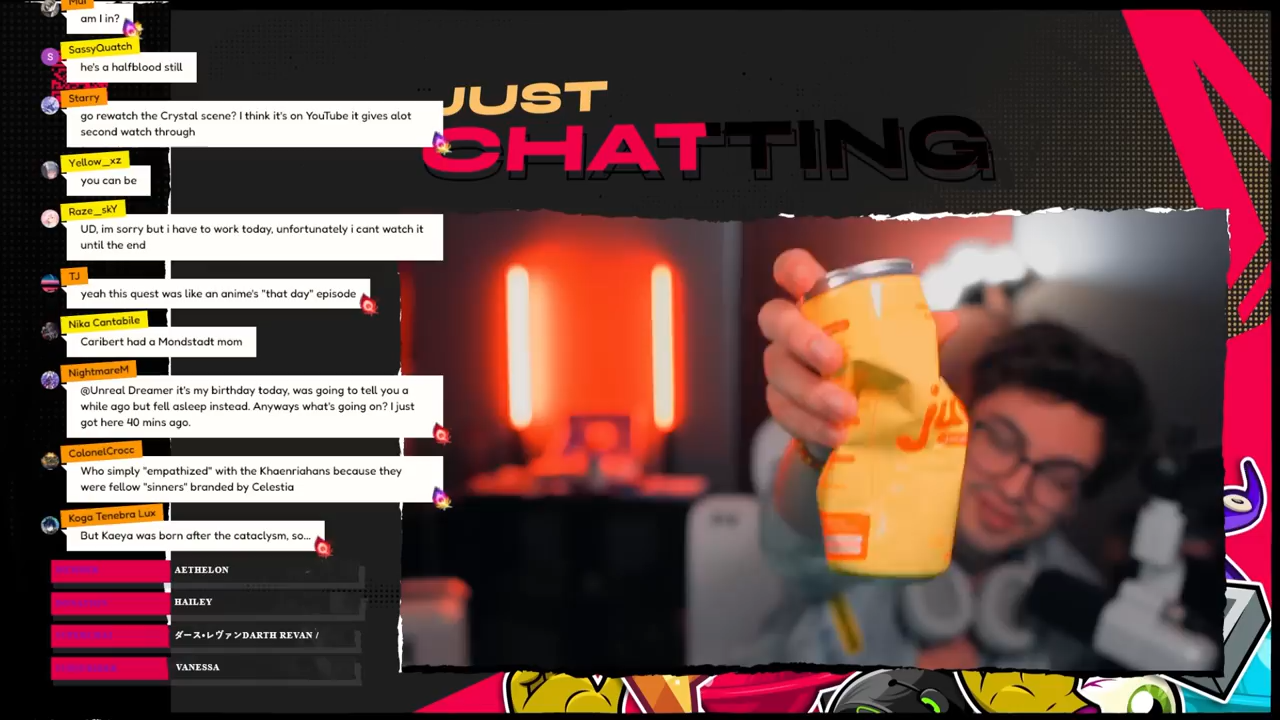 Mui
am I in?
SassyQuatch
S
he's a halfblood still
Starry
go rewatch the Crystal scene? I think it's on YouTube it gives alot
second watch through
Yellow_xz
you can be
Raze_skY
UD, im sorry but i have to work today, unfortunately i cant watch it
until the end
TJ
yeah this quest was like an anime's "that day" episode
Nika Cantabile
Caribert had a Mondstadt mom
NightmareM
@Unreal Dreamer it's my birthday today, was going to tell you a
while ago but fell asleep instead. Anyways what's going on? I just
got here 40 mins ago.
ColonelCrocc
Who simply "empathized" with the Khaenriahans because they
were fellow "sinners" branded by Celestia
Koga Tenebra Lux
But Kaeya was born after the cataclysm, so...
AETHELON
HAILEY
ダース•レヴァンDARTH REVAN /
VANESSA
JUST
CHATTING